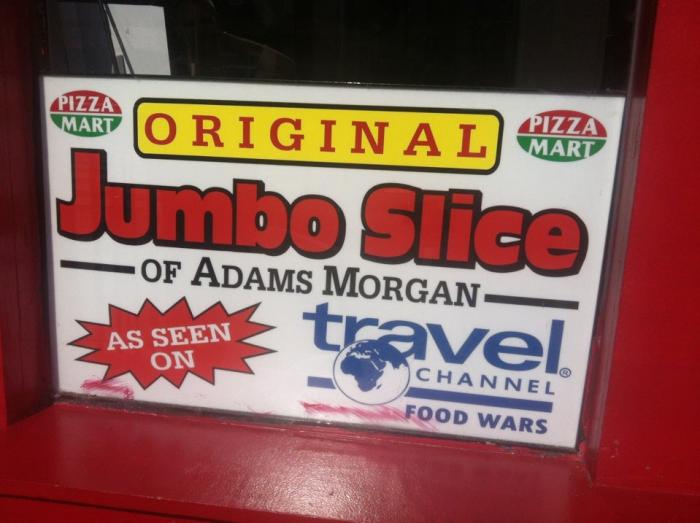 PIZZA
MART
ORIGINAL
PIZZA
MART
Jumbo Slice
OF ADAMS MORGAN
AS SEEN
ON
travel®
CHANNEL
FOOD WARS